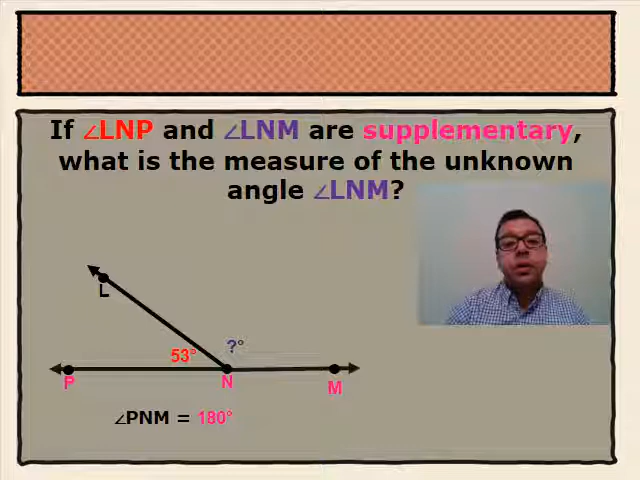 If ∠LNP and ∠LNM are supplementary,
what is the measure of the unknown
angle ∠LNM?
L
53°
?°
P
N
M
∠PNM = 180°